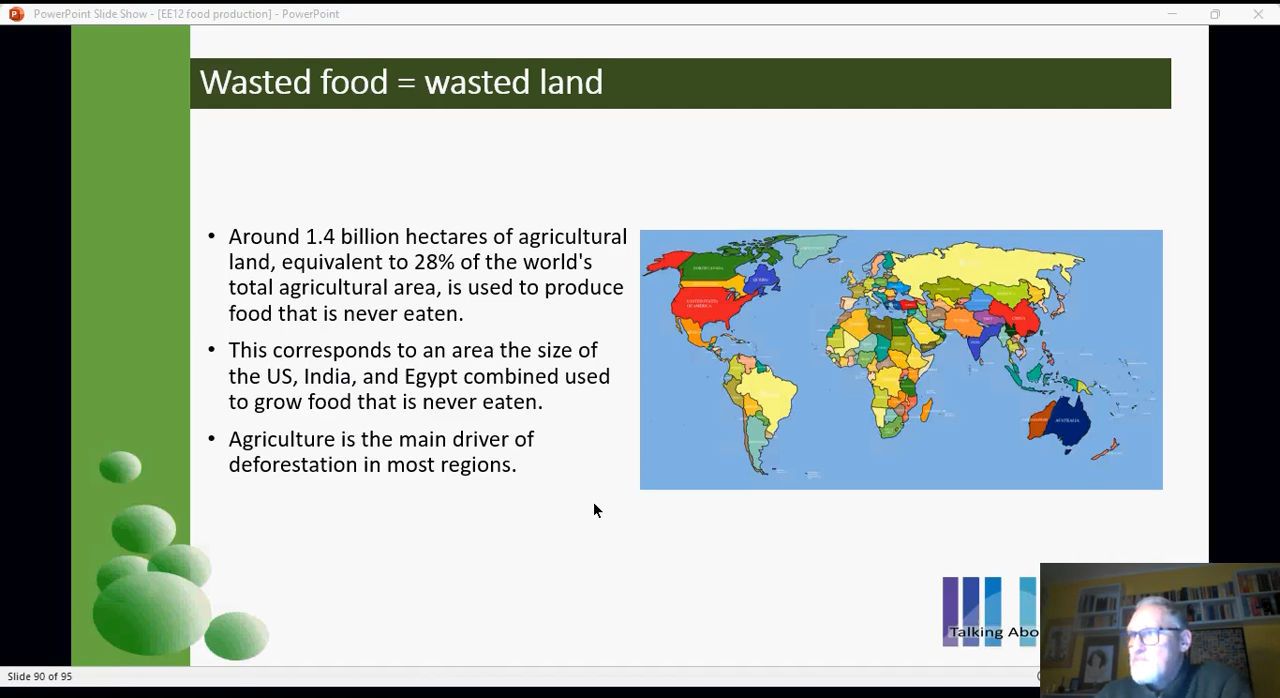 PowerPoint Slide Show - [EE12 food production] - PowerPoint
Wasted food = wasted land
• Around 1.4 billion hectares of agricultural
land, equivalent to 28% of the world's
total agricultural area, is used to produce
food that is never eaten.
• This corresponds to an area the size of
the US, India, and Egypt combined used
to grow food that is never eaten.
• Agriculture is the main driver of
deforestation in most regions.
AUSTRALIA
Talking Abo
Slide 90 of 95